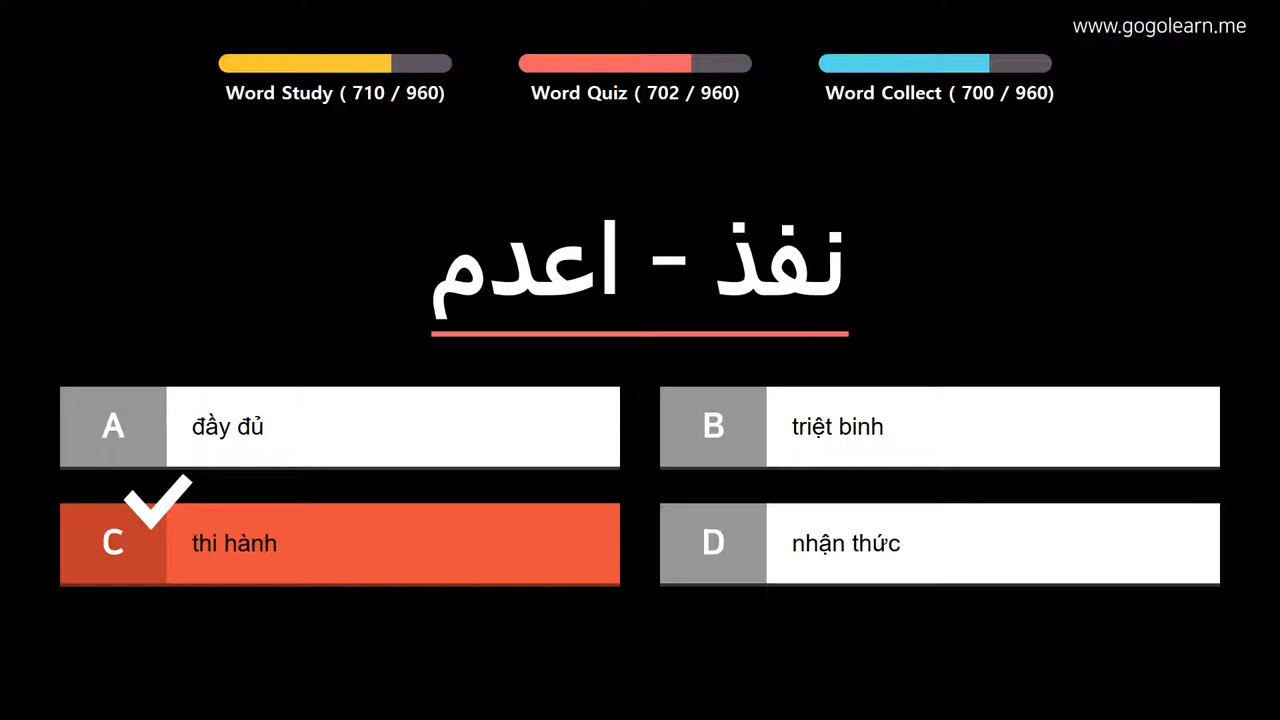 www.gogolearn.me
Word Study ( 710 / 960)
Word Quiz ( 702 / 960)
Word Collect ( 700 / 960)
نفذ - اعدم
A
đầy đủ
B
triệt binh
C
thi hành
D
nhận thức